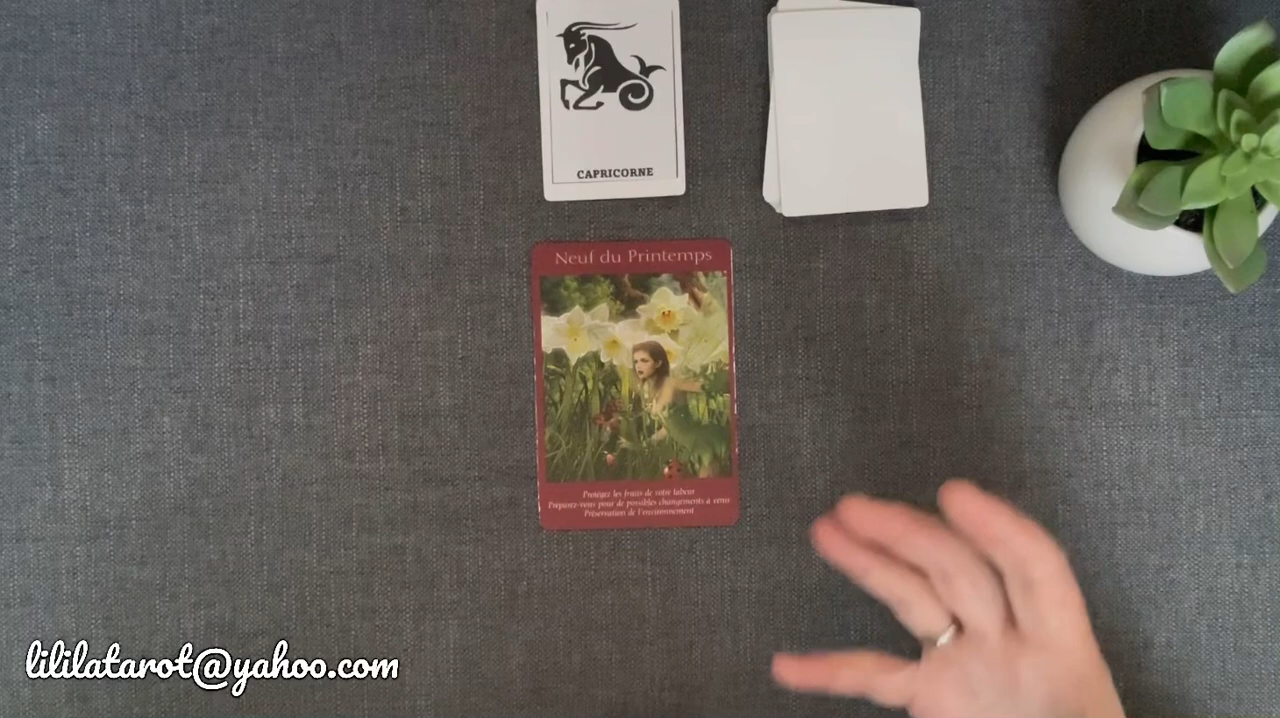 CAPRICORNE
Neuf du Printemps
Protégez les fruits de votre labeur
Préparez-vous pour de possibles changements à venir
Préservation de l'environnement
lililatarot@yahoo.com